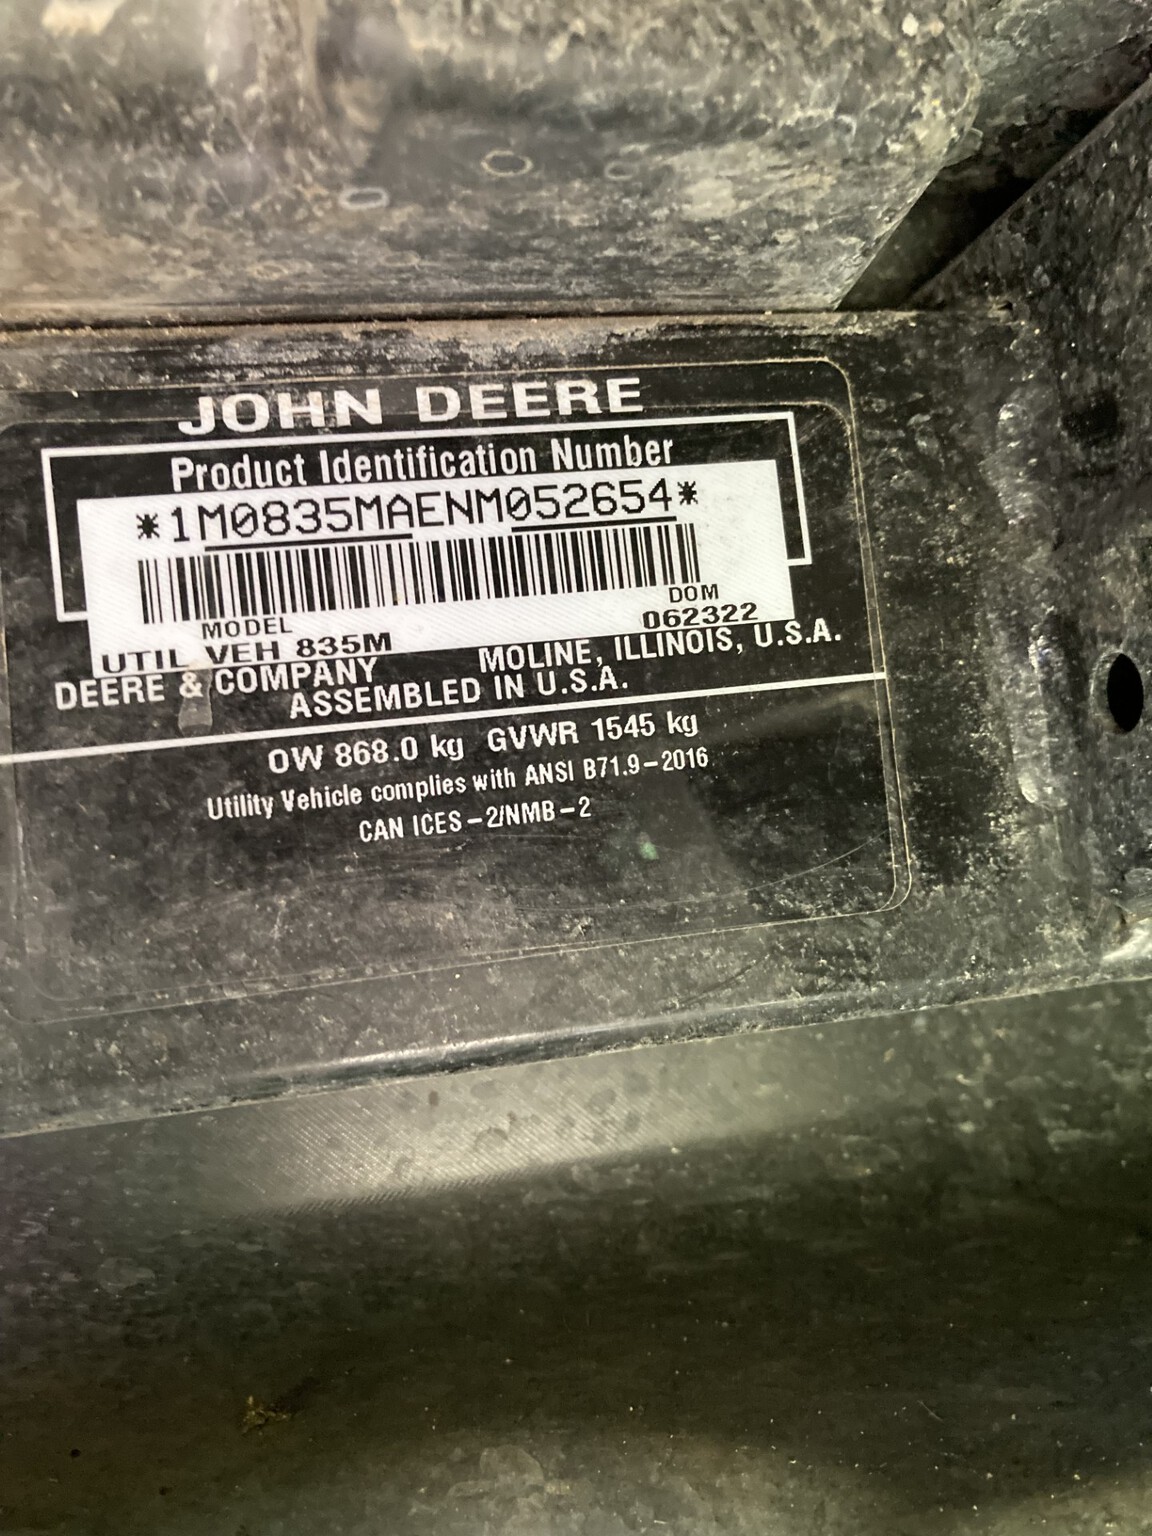 JOHN DEERE
Product Identification Number
*1M0835MAENM052654*
MODEL DOM
UTIL VEH 835M 062322
DEERE & COMPANY MOLINE, ILLINOIS, U.S.A.
ASSEMBLED IN U.S.A.
OW 868.0 kg GVWR 1545 kg
Utility Vehicle complies with ANSI B71.9-2016
CAN ICES-2/NMB-2